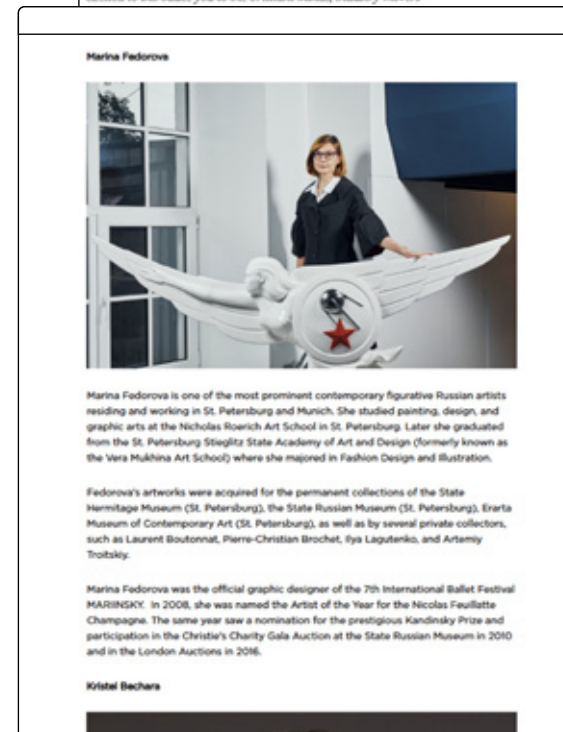 Marina Fedorova
Marina Fedorova is one of the most prominent contemporary figurative Russian artists
residing and working in St. Petersburg and Munich. She studied painting, design, and
graphic arts at the Nicholas Roerich Art School in St. Petersburg. Later she graduated
from the St. Petersburg Stieglitz State Academy of Art and Design (formerly known as
the Vera Mukhina Art School) where she majored in Fashion Design and Illustration.
Fedorova's artworks were acquired for the permanent collections of the State
Hermitage Museum (St. Petersburg), the State Russian Museum (St. Petersburg), Erarta
Museum of Contemporary Art (St. Petersburg), as well as by several private collectors,
such as Laurent Boutonnat, Pierre-Christian Brochet, Ilya Lagutenko, and Artemiy
Troitskiy.
Marina Fedorova was the official graphic designer of the 7th International Ballet Festival
MARIINSKY. In 2008, she was named the Artist of the Year for the Nicolas Feuillatte
Champagne. The same year saw a nomination for the prestigious Kandinsky Prize and
participation in the Christie's Charity Gala Auction at the State Russian Museum in 2010
and in the London Auctions in 2016.
Kristel Bechara